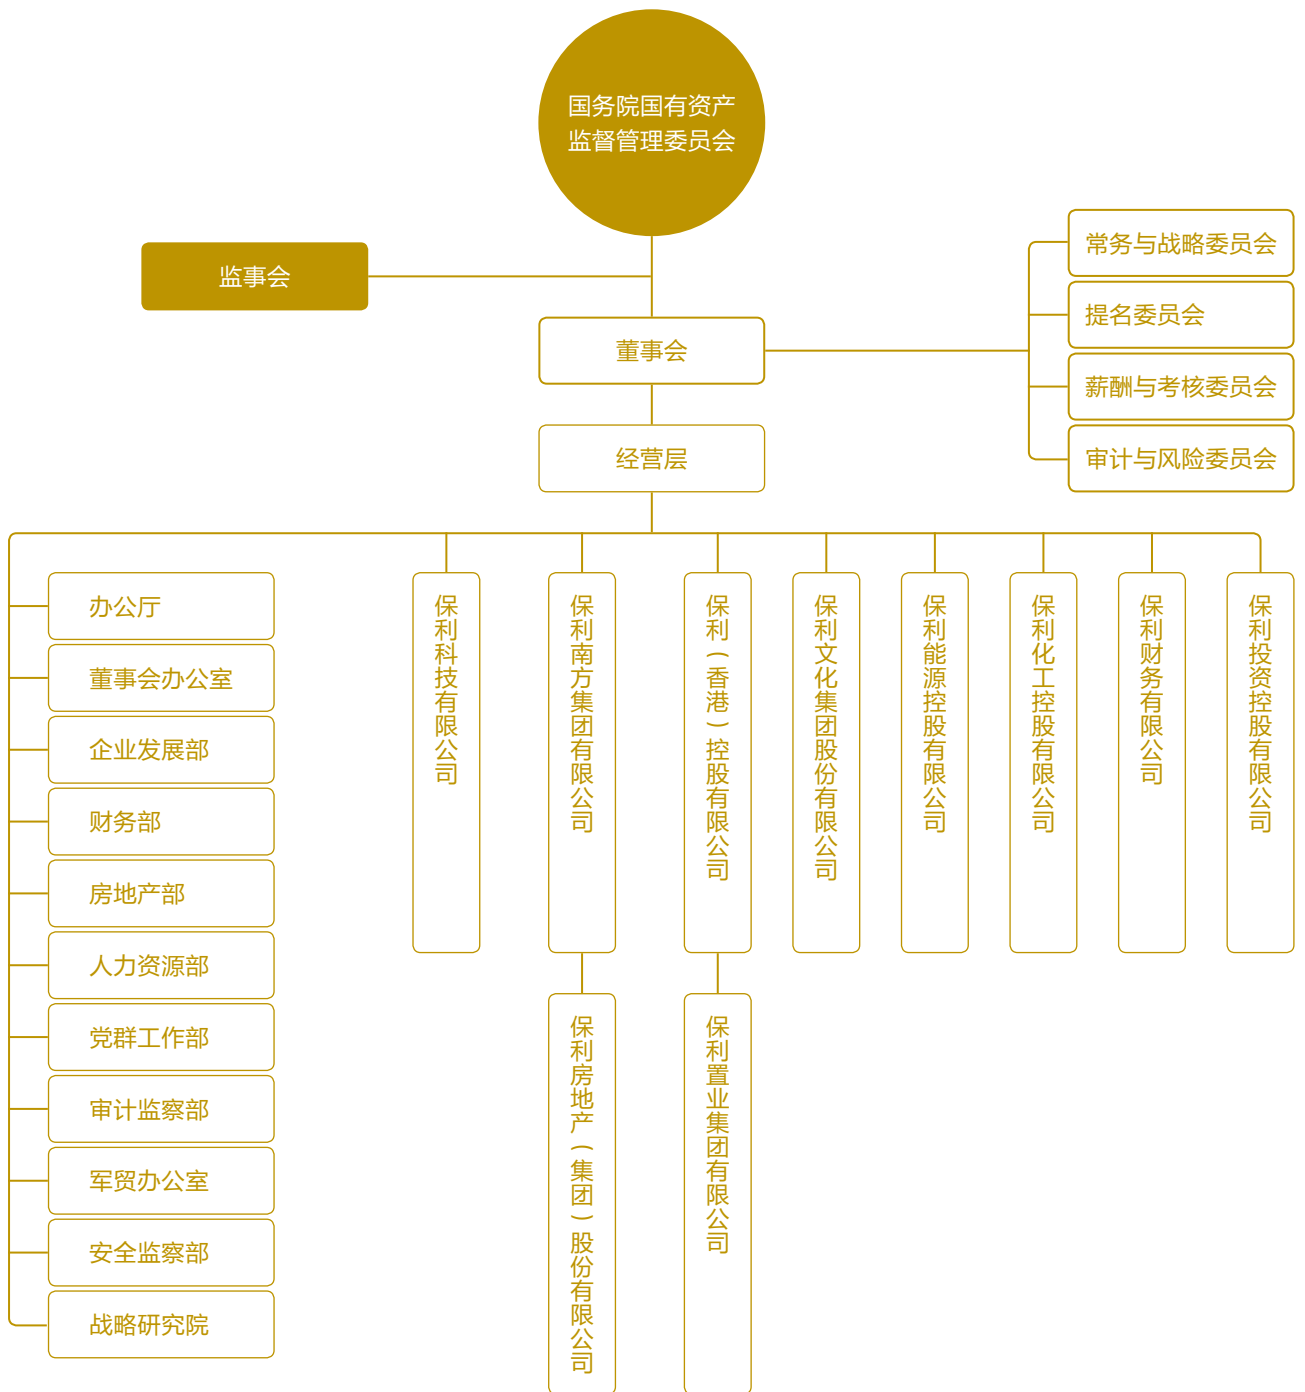 国务院国有资产
监督管理委员会
监事会
董事会
常务与战略委员会
提名委员会
薪酬与考核委员会
审计与风险委员会
经营层
办公厅
董事会办公室
企业发展部
财务部
房地产部
人力资源部
党群工作部
审计监察部
军贸办公室
安全监察部
战略研究院
保利科技有限公司
保利南方集团有限公司
保利(香港)控股有限公司
保利文化集团股份有限公司
保利能源控股有限公司
保利化工控股有限公司
保利财务有限公司
保利投资控股有限公司
保利房地产(集团)股份有限公司
保利置业集团有限公司